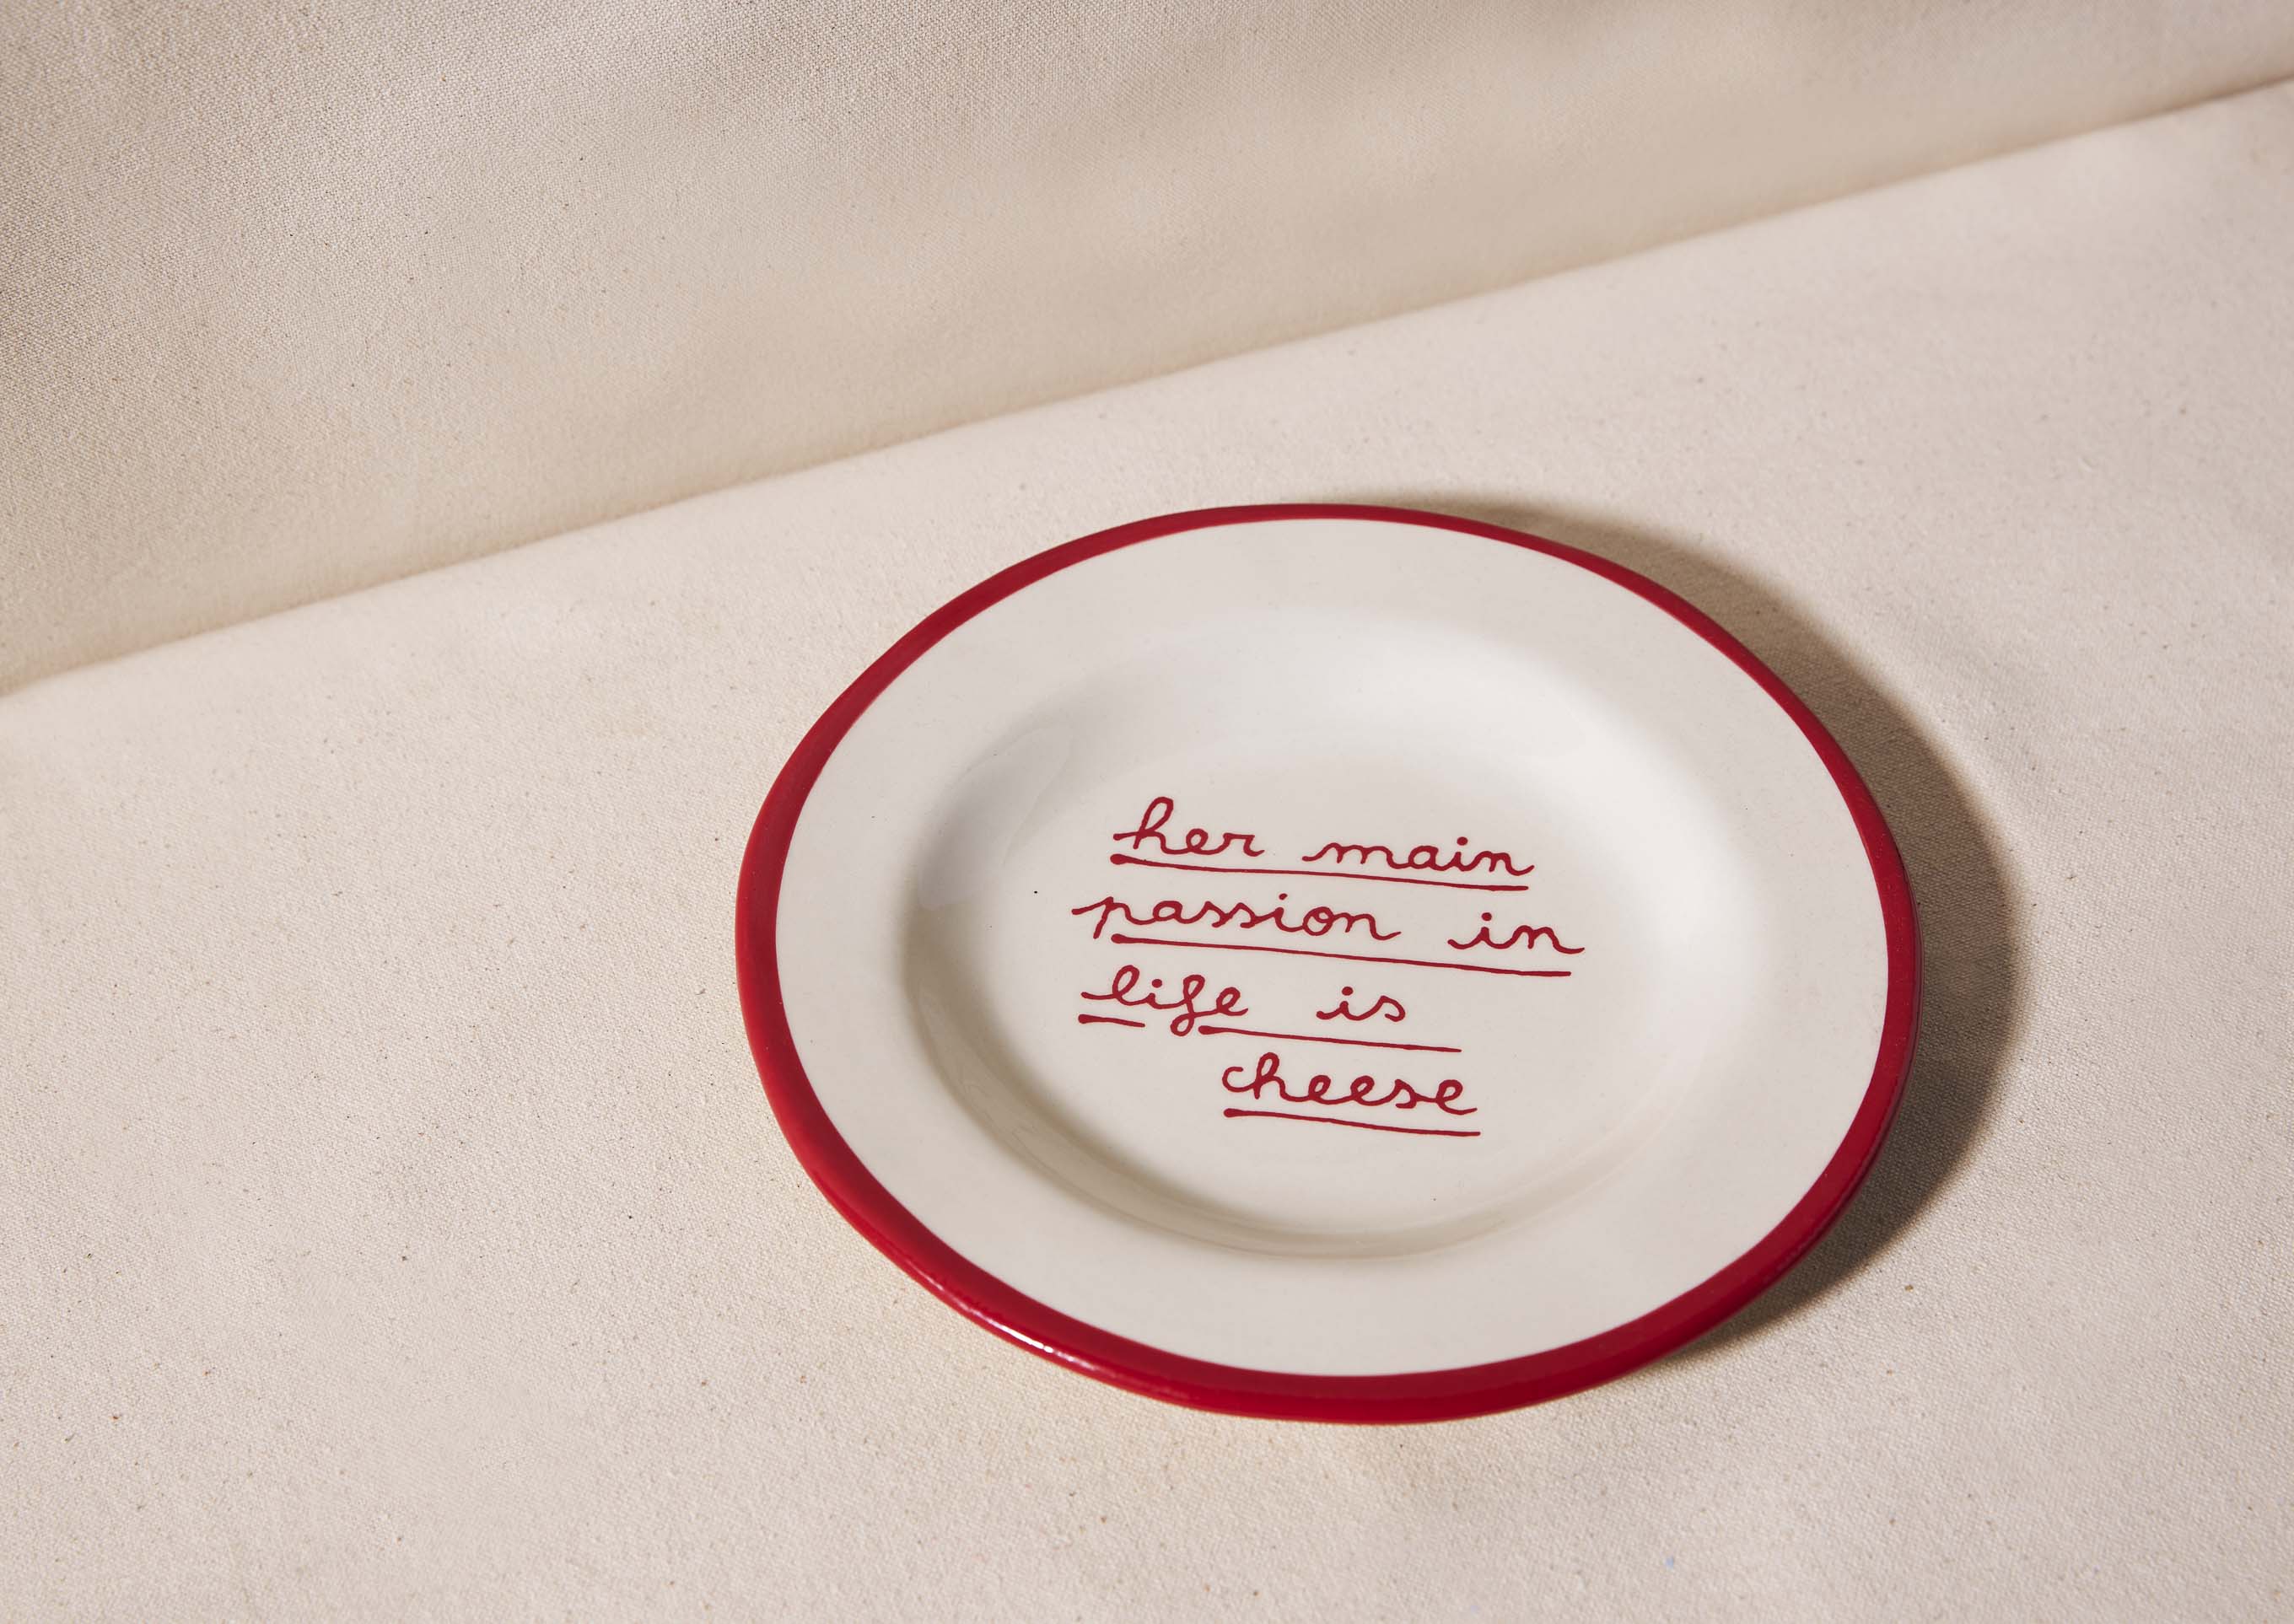 her main
passion in
life is
cheese